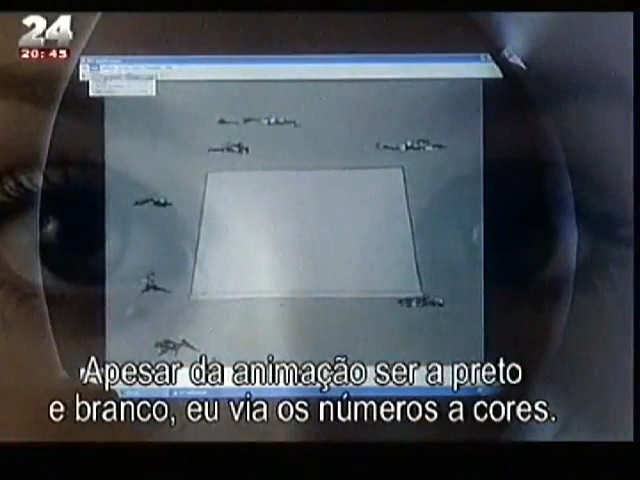 24
20:45
Apesar da animação ser a preto
e branco, eu via os números a cores.